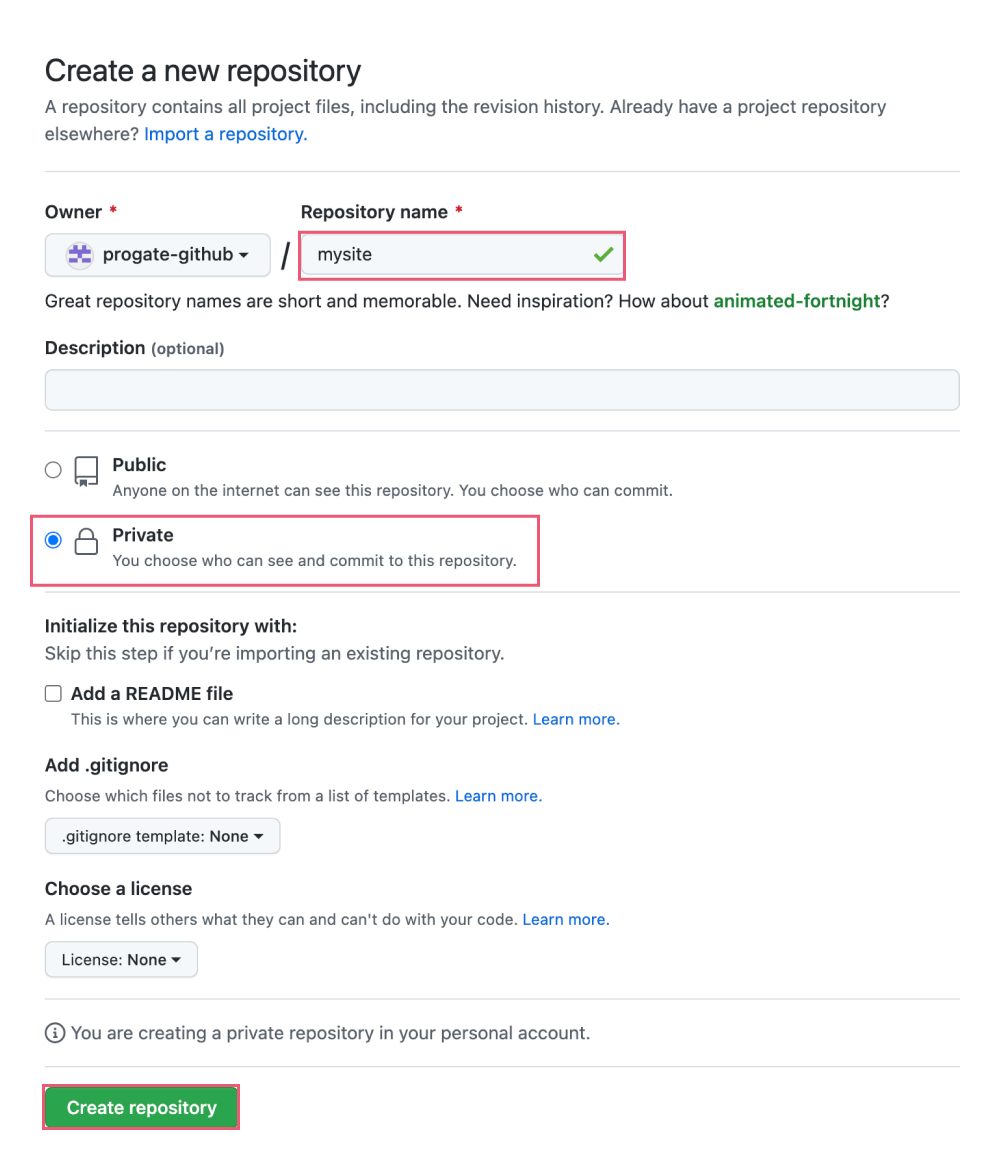 Create a new repository
A repository contains all project files, including the revision history. Already have a project repository
elsewhere? Import a repository.
Owner * Repository name *
progate-github / mysite
Great repository names are short and memorable. Need inspiration? How about animated-fortnight?
Description (optional)
Public
Anyone on the internet can see this repository. You choose who can commit.
Private
You choose who can see and commit to this repository.
Initialize this repository with:
Skip this step if you’re importing an existing repository.
Add a README file
This is where you can write a long description for your project. Learn more.
Add .gitignore
Choose which files not to track from a list of templates. Learn more.
.gitignore template: None
Choose a license
A license tells others what they can and can't do with your code. Learn more.
License: None
You are creating a private repository in your personal account.
Create repository